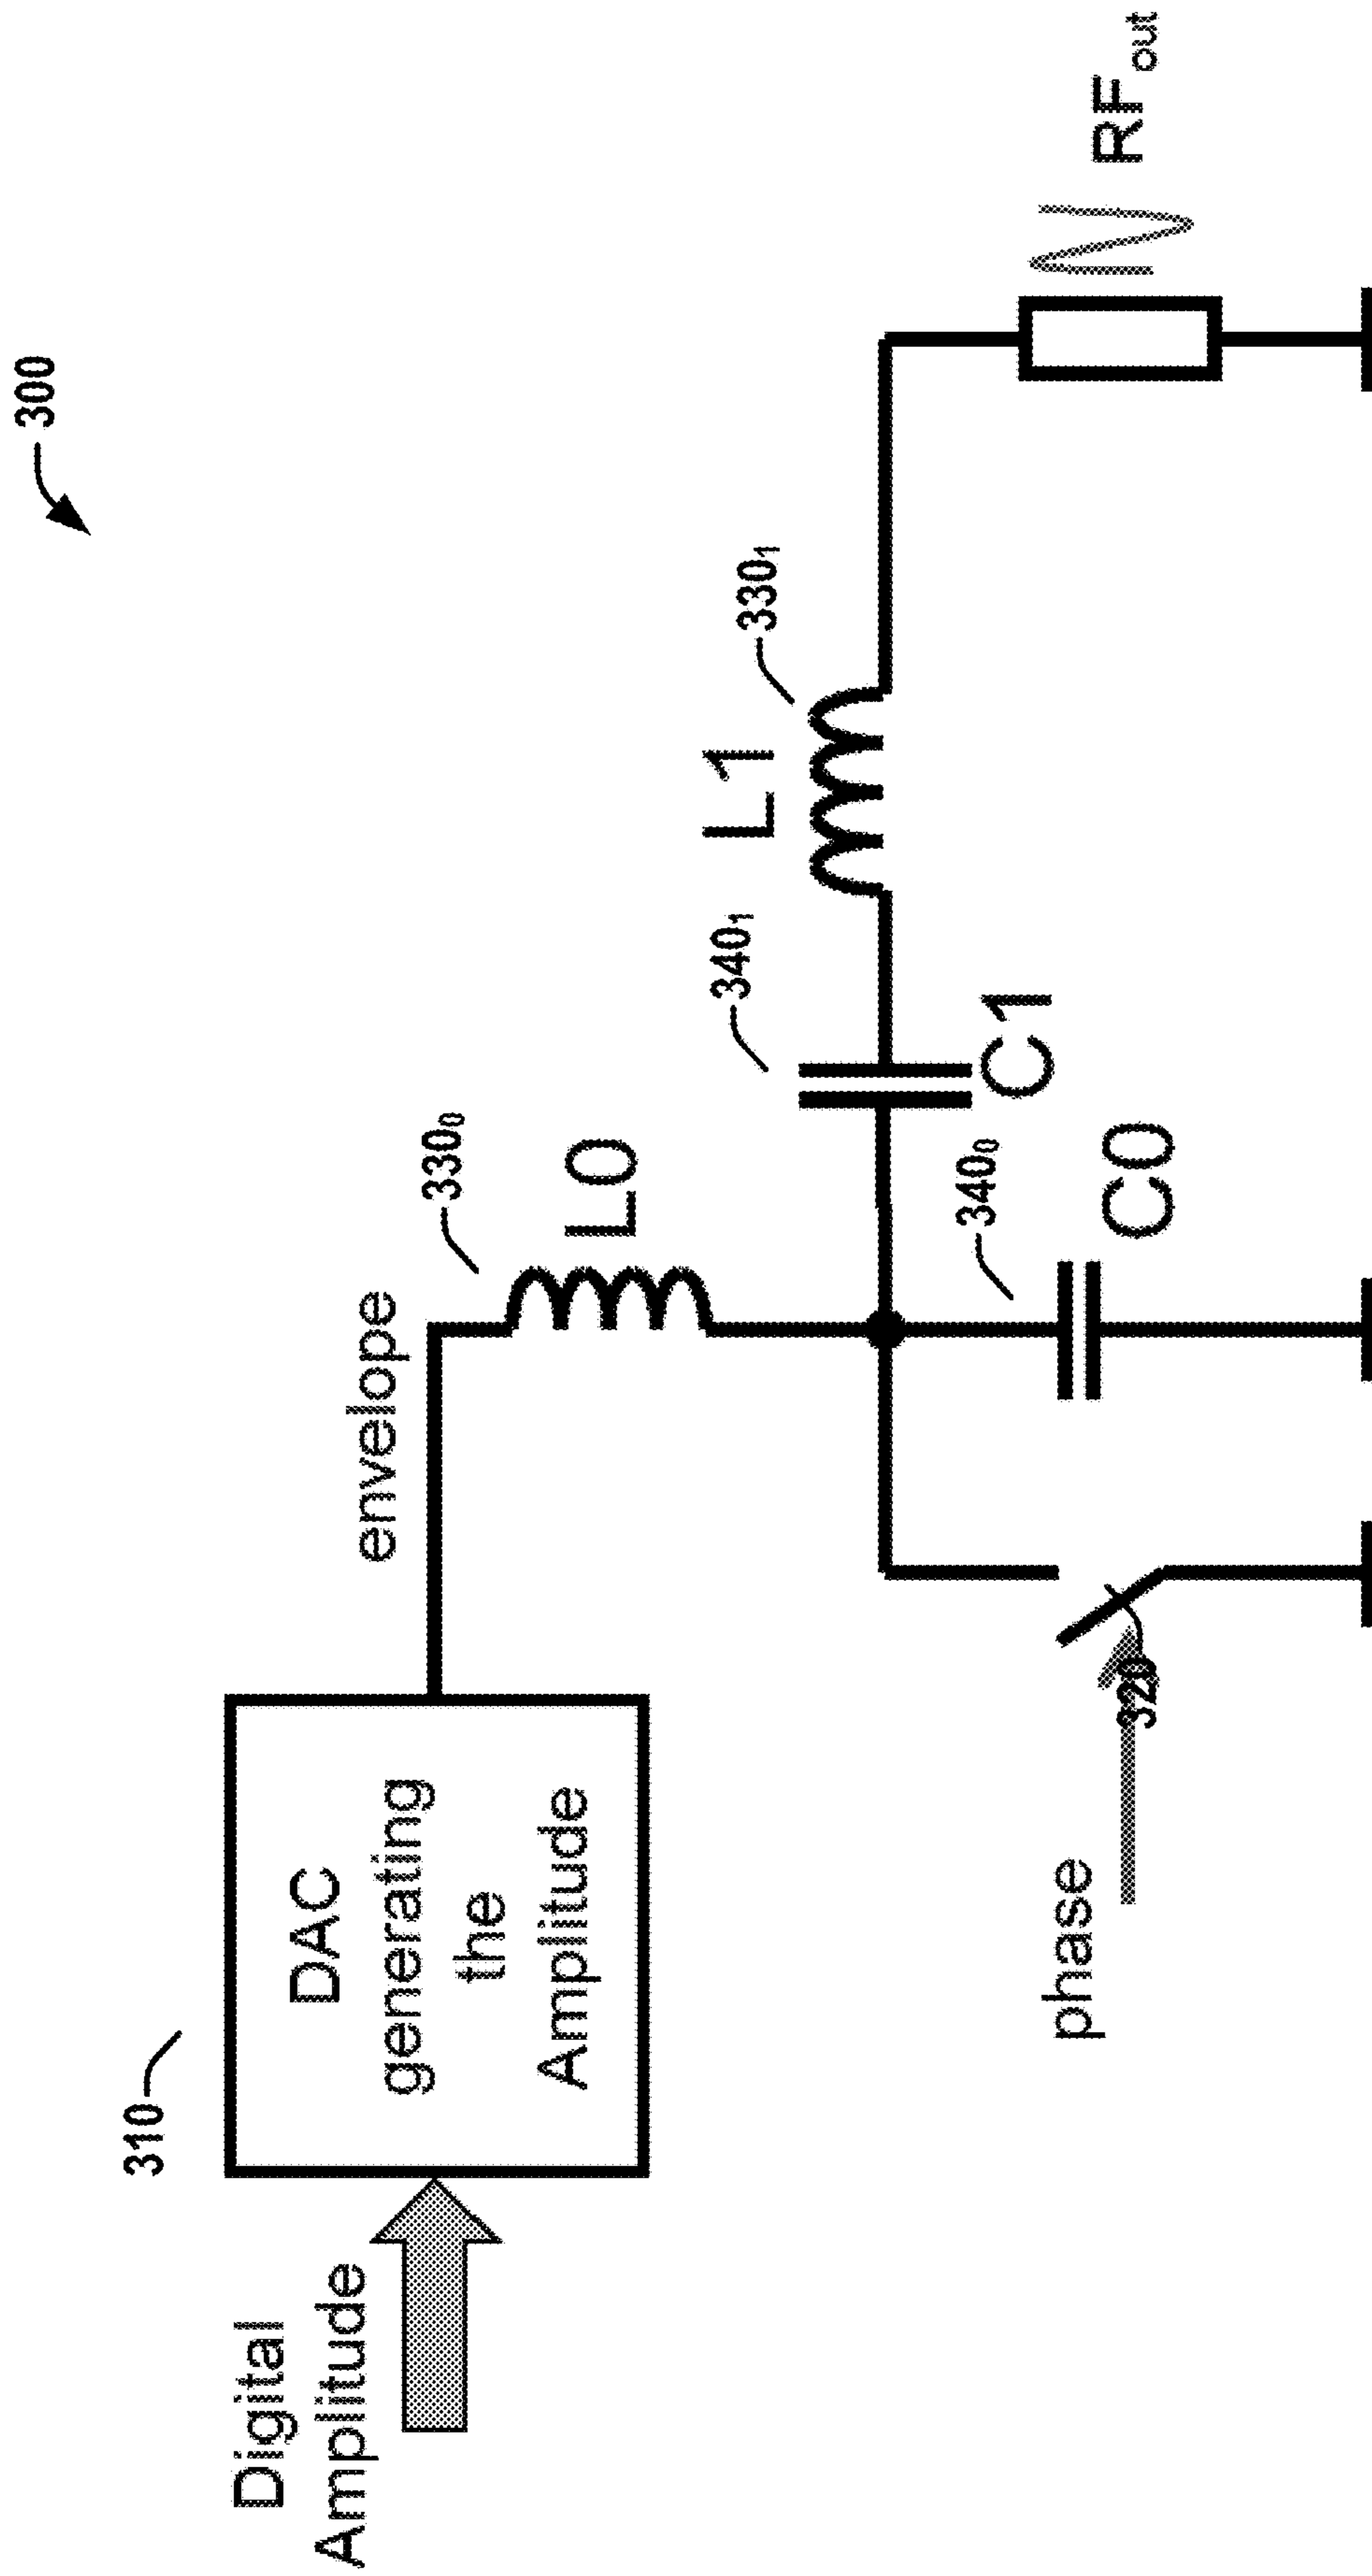 300
310
Digital
Amplitude
DAC
generating
the
Amplitude
envelope
330₀
L0
340₁
C1
L1
330₁
340₀
C0
phase
320
RFout